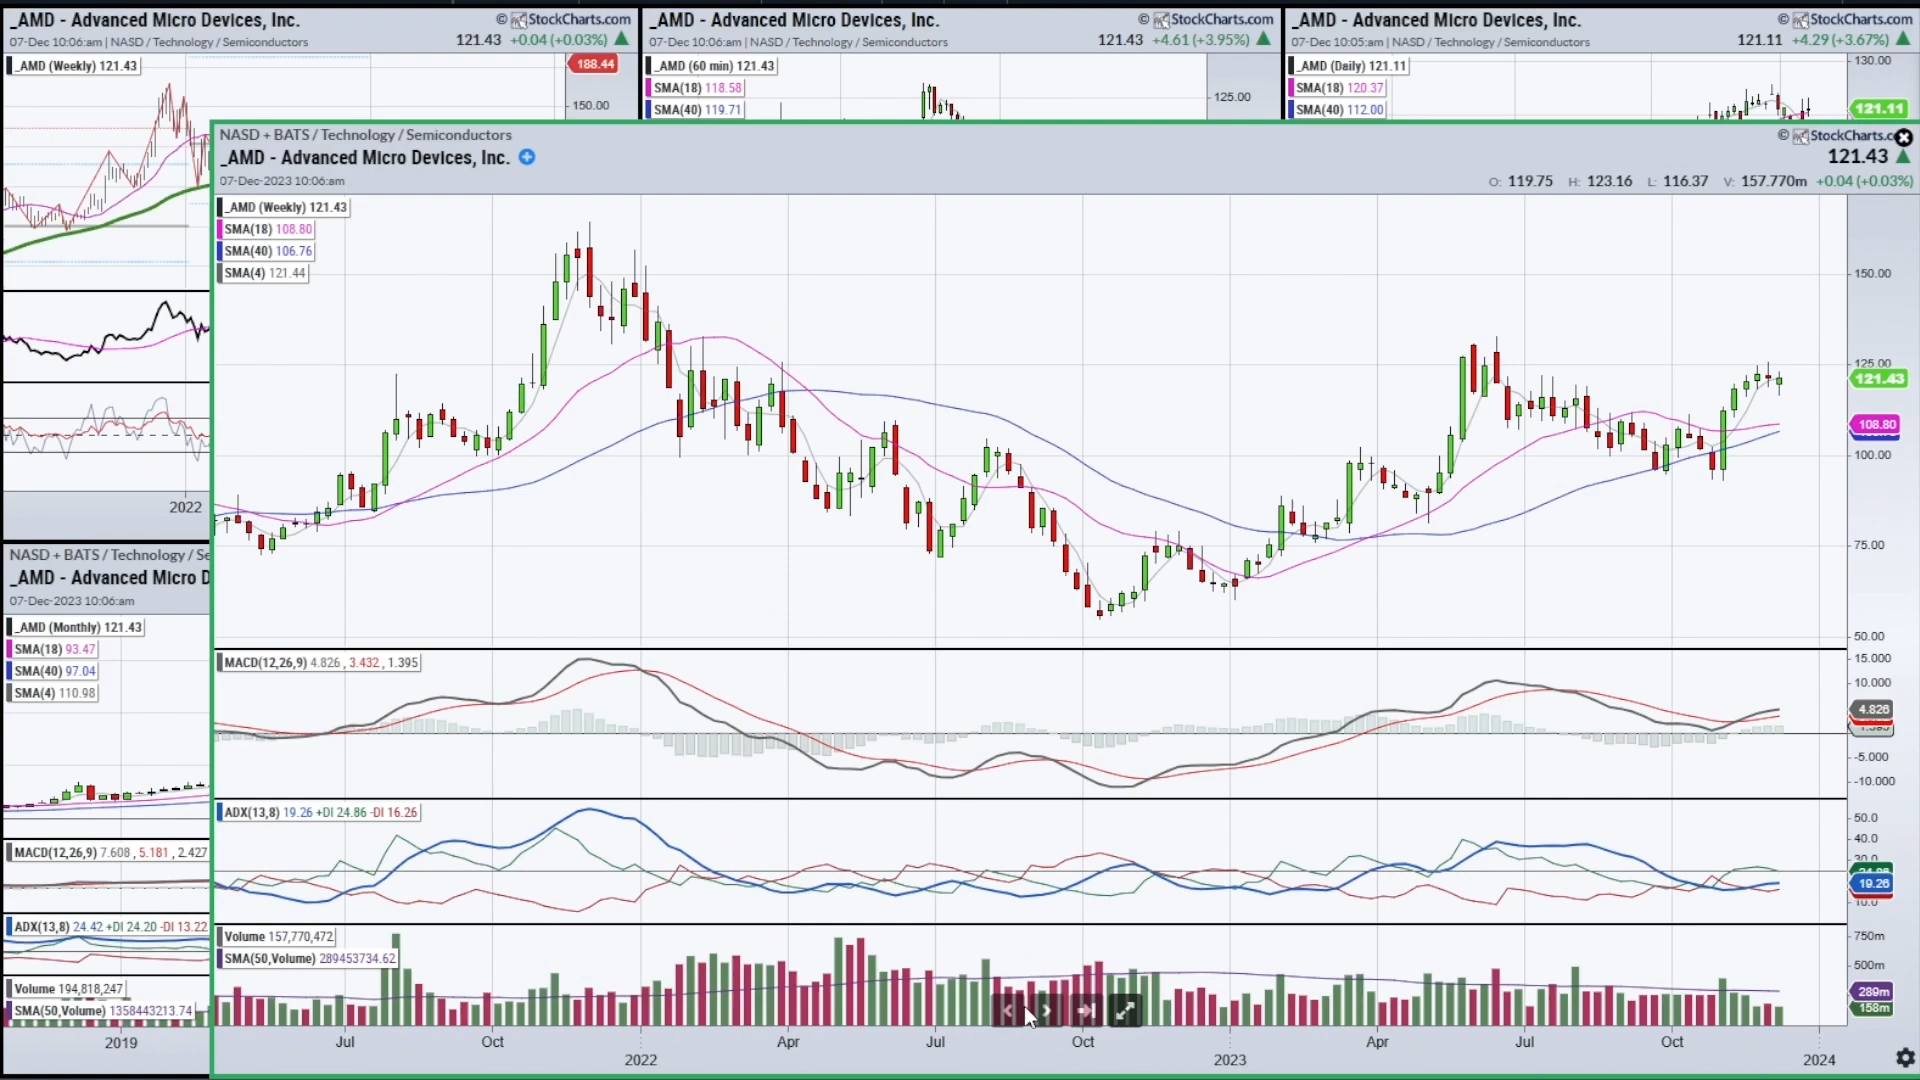 _AMD - Advanced Micro Devices, Inc.
© StockCharts.com
07-Dec 10:06:am | NASD / Technology / Semiconductors
121.43 +0.04 (+0.03%)
_AMD (Weekly) 121.43
188.44
150.00
2022
_AMD - Advanced Micro Devices, Inc.
© StockCharts.com
07-Dec 10:06:am | NASD / Technology / Semiconductors
121.43 +4.61 (+3.95%)
_AMD (60 min) 121.43
SMA(18) 118.58
SMA(40) 119.71
125.00
_AMD - Advanced Micro Devices, Inc.
© StockCharts.com
07-Dec 10:05:am | NASD / Technology / Semiconductors
121.11 +4.29 (+3.67%)
_AMD (Daily) 121.11
SMA(18) 120.37
SMA(40) 112.00
130.00
121.11
NASD + BATS / Technology / Se
_AMD - Advanced Micro D
07-Dec-2023 10:06:am
_AMD (Monthly) 121.43
SMA(18) 93.47
SMA(40) 97.04
SMA(4) 110.98
MACD(12,26,9) 7.608 , 5.181 , 2.427
ADX(13,8) 24.42 +DI 24.20 -DI 13.22
Volume 194,818,247
SMA(50,Volume) 1358443213.74
2019
NASD + BATS / Technology / Semiconductors
© StockCharts.c
_AMD - Advanced Micro Devices, Inc.
121.43
07-Dec-2023 10:06:am
O: 119.75 H: 123.16 L: 116.37 V: 157.770m +0.04 (+0.03%)
_AMD (Weekly) 121.43
SMA(18) 108.80
SMA(40) 106.76
SMA(4) 121.44
150.00
125.00
121.43
108.80
100.00
75.00
50.00
MACD(12,26,9) 4.826 , 3.432 , 1.395
15.000
10.000
4.826
-5.000
-10.000
ADX(13,8) 19.26 +DI 24.86 -DI 16.26
50.0
40.0
30.0
19.26
10.0
Volume 157,770,472
SMA(50,Volume) 289453734.62
750m
500m
289m
158m
Jul Oct Apr Jul Oct Apr Jul Oct
2022 2023 2024